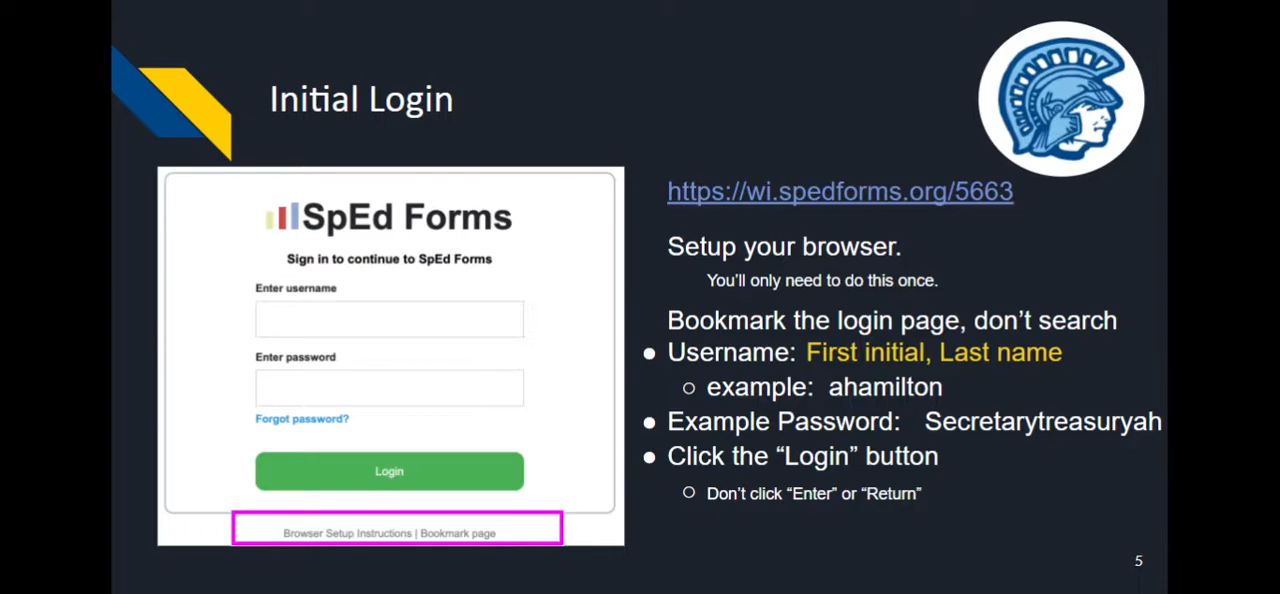 Initial Login
SpEd Forms
Sign in to continue to SpEd Forms
Enter username
Enter password
Forgot password?
Login
Browser Setup Instructions | Bookmark page
https://wi.spedforms.org/5663
Setup your browser.
You'll only need to do this once.
Bookmark the login page, don't search
● Username: First initial, Last name
○ example: ahamilton
● Example Password: Secretarytreasuryah
● Click the “Login” button
○ Don't click “Enter” or “Return”
5